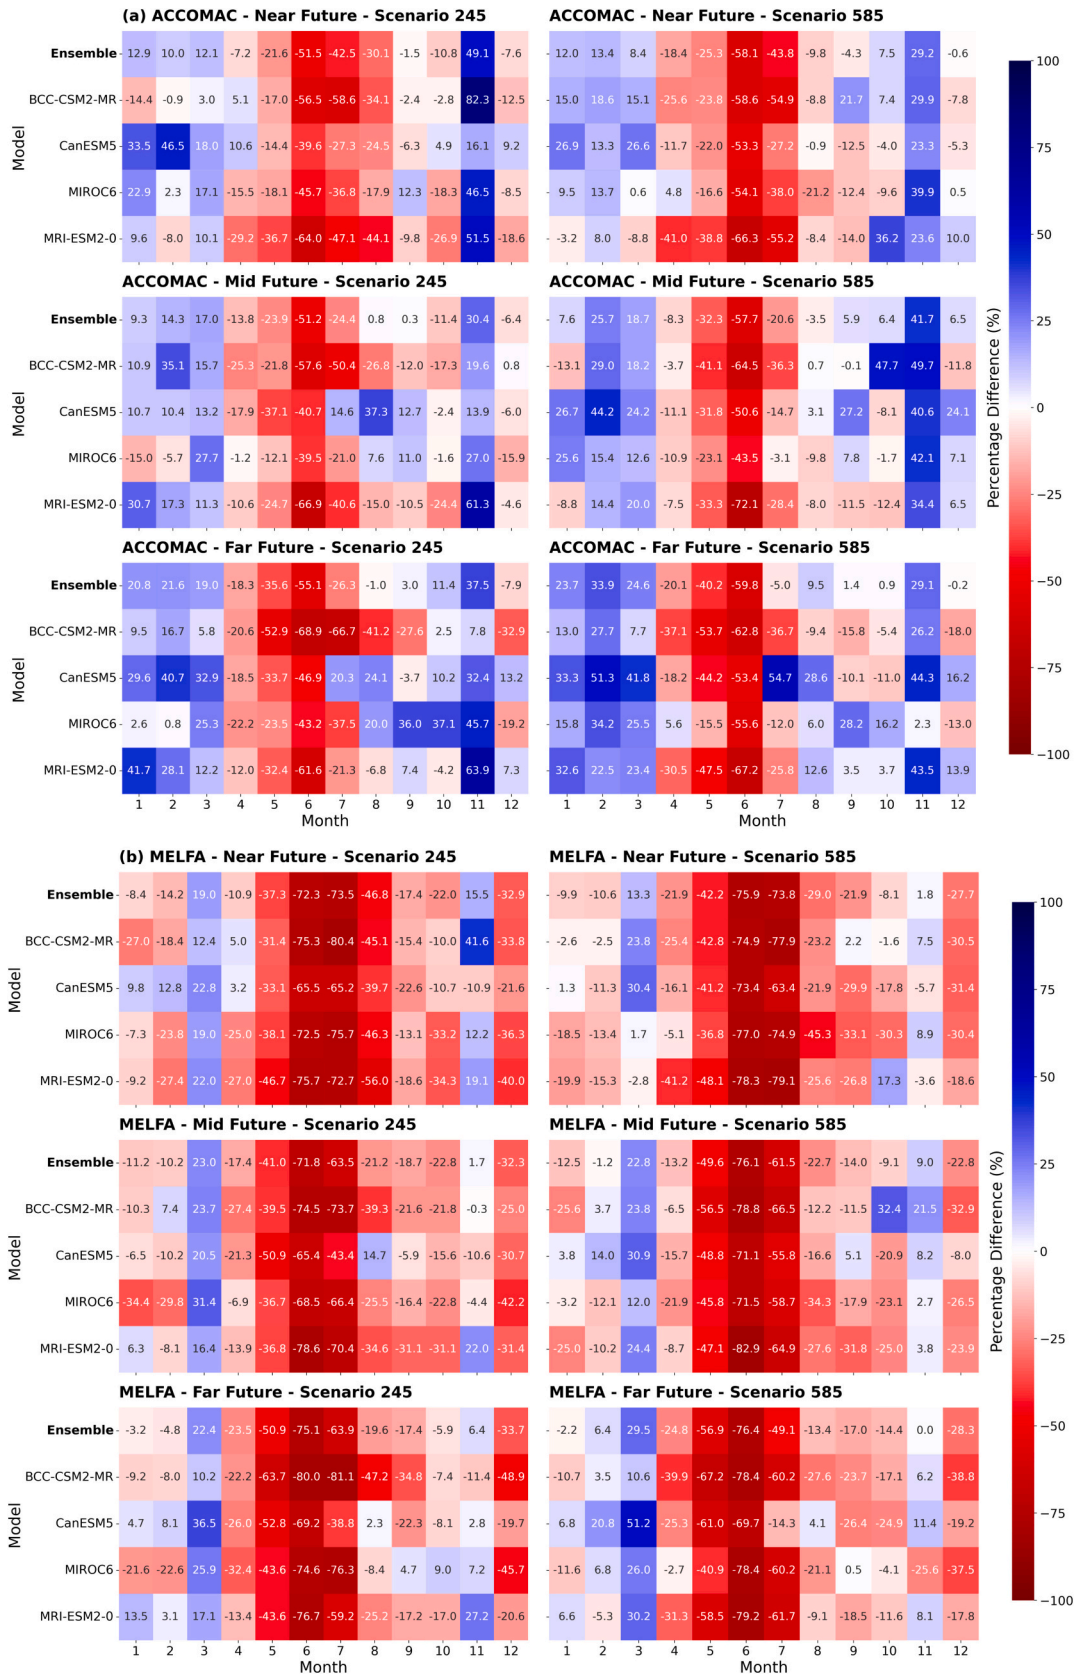 (a) ACCOMAC - Near Future - Scenario 245
Ensemble 12.9 10.0 12.1 -7.2 -21.6 -51.5 -42.5 -30.1 -1.5 -10.8 49.1 -7.6
BCC-CSM2-MR -14.4 -0.9 3.0 5.1 -17.0 -56.5 -58.6 -34.1 -2.4 -2.8 82.3 -12.5
CanESM5 33.5 46.5 18.0 10.6 -14.4 -39.6 -27.3 -24.5 -6.3 4.9 16.1 9.2
MIROC6 22.9 2.3 17.1 -15.5 -18.1 -45.7 -36.8 -17.9 12.3 -18.3 46.5 -8.5
MRI-ESM2-0 9.6 -8.0 10.1 -29.2 -36.7 -64.0 -47.1 -44.1 -9.8 -26.9 51.5 -18.6
Model
ACCOMAC - Near Future - Scenario 585
12.0 13.4 8.4 -18.4 -25.3 -58.1 -43.8 -9.8 -4.3 7.5 29.2 -0.6
15.0 18.6 15.1 -25.6 -23.8 -58.6 -54.9 -8.8 21.7 7.4 29.9 -7.8
26.9 13.3 26.6 -11.7 -22.0 -53.3 -27.2 -0.9 -12.5 -4.0 23.3 -5.3
9.5 13.7 0.6 4.8 -16.6 -54.1 -38.0 -21.2 -12.4 -9.6 39.9 0.5
-3.2 8.0 -8.8 -41.0 -38.8 -66.3 -55.2 -8.4 -14.0 36.2 23.6 10.0
ACCOMAC - Mid Future - Scenario 245
Ensemble 9.3 14.3 17.0 -13.8 -23.9 -51.2 -24.4 0.8 0.3 -11.4 30.4 -6.4
BCC-CSM2-MR 10.9 35.1 15.7 -25.3 -21.8 -57.6 -50.4 -26.8 -12.0 -17.3 19.6 0.8
CanESM5 10.7 10.4 13.2 -17.9 -37.1 -40.7 14.6 37.3 12.7 -2.4 13.9 -6.0
MIROC6 -15.0 -5.7 27.7 -1.2 -12.1 -39.5 -21.0 7.6 11.0 -1.6 27.0 -15.9
MRI-ESM2-0 30.7 17.3 11.3 -10.6 -24.7 -66.9 -40.6 -15.0 -10.5 -24.4 61.3 -4.6
Model
ACCOMAC - Mid Future - Scenario 585
7.6 25.7 18.7 -8.3 -32.3 -57.7 -20.6 -3.5 5.9 6.4 41.7 6.5
-13.1 29.0 18.2 -3.7 -41.1 -64.5 -36.3 0.7 -0.1 47.7 49.7 -11.8
26.7 44.2 24.2 -11.1 -31.8 -50.6 -14.7 3.1 27.2 -8.1 40.6 24.1
25.6 15.4 12.6 -10.9 -23.1 -43.5 -3.1 -9.8 7.8 -1.7 42.1 7.1
-8.8 14.4 20.0 -7.5 -33.3 -72.1 -28.4 -8.0 -11.5 -12.4 34.4 6.5
ACCOMAC - Far Future - Scenario 245
Ensemble 20.8 21.6 19.0 -18.3 -35.6 -55.1 -26.3 -1.0 3.0 11.4 37.5 -7.9
BCC-CSM2-MR 9.5 16.7 5.8 -20.6 -52.9 -68.9 -66.7 -41.2 -27.6 2.5 7.8 -32.9
CanESM5 29.6 40.7 32.9 -18.5 -33.7 -46.9 20.3 24.1 -3.7 10.2 32.4 13.2
MIROC6 2.6 0.8 25.3 -22.2 -23.5 -43.2 -37.5 20.0 36.0 37.1 45.7 -19.2
MRI-ESM2-0 41.7 28.1 12.2 -12.0 -32.4 -61.6 -21.3 -6.8 7.4 -4.2 63.9 7.3
Model
1 2 3 4 5 6 7 8 9 10 11 12
Month
ACCOMAC - Far Future - Scenario 585
23.7 33.9 24.6 -20.1 -40.2 -59.8 -5.0 9.5 1.4 0.9 29.1 -0.2
13.0 27.7 7.7 -37.1 -53.7 -62.8 -36.7 -9.4 -15.8 -5.4 26.2 -18.0
33.3 51.3 41.8 -18.2 -44.2 -53.4 54.7 28.6 -10.1 -11.0 44.3 16.2
15.8 34.2 25.5 5.6 -15.5 -55.6 -12.0 6.0 28.2 16.2 2.3 -13.0
32.6 22.5 23.4 -30.5 -47.5 -67.2 -25.8 12.6 3.5 3.7 43.5 13.9
1 2 3 4 5 6 7 8 9 10 11 12
Month
100
75
50
25
0
−25
−50
−75
−100
Percentage Difference (%)
(b) MELFA - Near Future - Scenario 245
Ensemble -8.4 -14.2 19.0 -10.9 -37.3 -72.3 -73.5 -46.8 -17.4 -22.0 15.5 -32.9
BCC-CSM2-MR -27.0 -18.4 12.4 5.0 -31.4 -75.3 -80.4 -45.1 -15.4 -10.0 41.6 -33.8
CanESM5 9.8 12.8 22.8 3.2 -33.1 -65.5 -65.2 -39.7 -22.6 -10.7 -10.9 -21.6
MIROC6 -7.3 -23.8 19.0 -25.0 -38.1 -72.5 -75.7 -46.3 -13.1 -33.2 12.2 -36.3
MRI-ESM2-0 -9.2 -27.4 22.0 -27.0 -46.7 -75.7 -72.7 -56.0 -18.6 -34.3 19.1 -40.0
Model
MELFA - Near Future - Scenario 585
-9.9 -10.6 13.3 -21.9 -42.2 -75.9 -73.8 -29.0 -21.9 -8.1 1.8 -27.7
-2.6 -2.5 23.8 -25.4 -42.8 -74.9 -77.9 -23.2 2.2 -1.6 7.5 -30.5
1.3 -11.3 30.4 -16.1 -41.2 -73.4 -63.4 -21.9 -29.9 -17.8 -5.7 -31.4
-18.5 -13.4 1.7 -5.1 -36.8 -77.0 -74.9 -45.3 -33.1 -30.3 8.9 -30.4
-19.9 -15.3 -2.8 -41.2 -48.1 -78.3 -79.1 -25.6 -26.8 17.3 -3.6 -18.6
MELFA - Mid Future - Scenario 245
Ensemble -11.2 -10.2 23.0 -17.4 -41.0 -71.8 -63.5 -21.2 -18.7 -22.8 1.7 -32.3
BCC-CSM2-MR -10.3 7.4 23.7 -27.4 -39.5 -74.5 -73.7 -39.3 -21.6 -21.8 -0.3 -25.0
CanESM5 -6.5 -10.2 20.5 -21.3 -50.9 -65.4 -43.4 14.7 -5.9 -15.6 -10.6 -30.7
MIROC6 -34.4 -29.8 31.4 -6.9 -36.7 -68.5 -66.4 -25.5 -16.4 -22.8 -4.4 -42.2
MRI-ESM2-0 6.3 -8.1 16.4 -13.9 -36.8 -78.6 -70.4 -34.6 -31.1 -31.1 22.0 -31.4
Model
MELFA - Mid Future - Scenario 585
-12.5 -1.2 22.8 -13.2 -49.6 -76.1 -61.5 -22.7 -14.0 -9.1 9.0 -22.8
-25.6 3.7 23.8 -6.5 -56.5 -78.8 -66.5 -12.2 -11.5 32.4 21.5 -32.9
3.8 14.0 30.9 -15.7 -48.8 -71.1 -55.8 -16.6 5.1 -20.9 8.2 -8.0
-3.2 -12.1 12.0 -21.9 -45.8 -71.5 -58.7 -34.3 -17.9 -23.1 2.7 -26.5
-25.0 -10.2 24.4 -8.7 -47.1 -82.9 -64.9 -27.6 -31.8 -25.0 3.8 -23.9
MELFA - Far Future - Scenario 245
Ensemble -3.2 -4.8 22.4 -23.5 -50.9 -75.1 -63.9 -19.6 -17.4 -5.9 6.4 -33.7
BCC-CSM2-MR -9.2 -8.0 10.2 -22.2 -63.7 -80.0 -81.1 -47.2 -34.8 -7.4 -11.4 -48.9
CanESM5 4.7 8.1 36.5 -26.0 -52.8 -69.2 -38.8 2.3 -22.3 -8.1 2.8 -19.7
MIROC6 -21.6 -22.6 25.9 -32.4 -43.6 -74.6 -76.3 -8.4 4.7 9.0 7.2 -45.7
MRI-ESM2-0 13.5 3.1 17.1 -13.4 -43.6 -76.7 -59.2 -25.2 -17.2 -17.0 27.2 -20.6
Model
1 2 3 4 5 6 7 8 9 10 11 12
Month
MELFA - Far Future - Scenario 585
-2.2 6.4 29.5 -24.8 -56.9 -76.4 -49.1 -13.4 -17.0 -14.4 0.0 -28.3
-10.7 3.5 10.6 -39.9 -67.2 -78.4 -60.2 -27.6 -23.7 -17.1 6.2 -38.8
6.8 20.8 51.2 -25.3 -61.0 -69.7 -14.3 4.1 -26.4 -24.9 11.4 -19.2
-11.6 6.8 26.0 -2.7 -40.9 -78.4 -60.2 -21.1 0.5 -4.1 -25.6 -37.5
6.6 -5.3 30.2 -31.3 -58.5 -79.2 -61.7 -9.1 -18.5 -11.6 8.1 -17.8
1 2 3 4 5 6 7 8 9 10 11 12
Month
100
75
50
25
0
−25
−50
−75
−100
Percentage Difference (%)